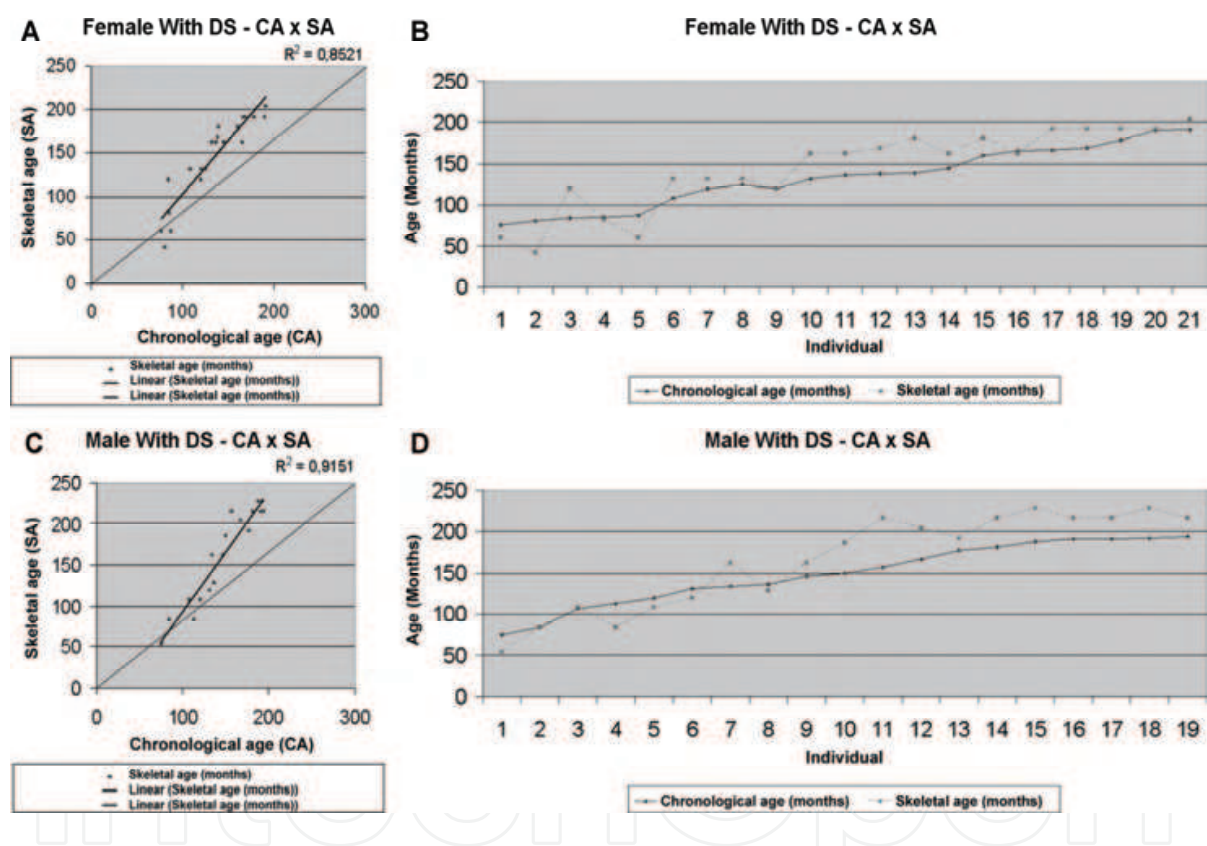 A
Female With DS - CA x SA
R² = 0,8521
250
200
150
100
50
0
Skeletal age (SA)
0 100 200 300
Chronological age (CA)
Skeletal age (months)
Linear (Skeletal age (months))
Linear (Skeletal age (months))
B
Female With DS - CA x SA
250
200
150
100
50
0
Age (Months)
1 2 3 4 5 6 7 8 9 10 11 12 13 14 15 16 17 18 19 20 21
Individual
Chronological age (months) Skeletal age (months)
C
Male With DS - CA x SA
R² = 0,9151
250
200
150
100
50
0
Skeletal age (SA)
0 100 200 300
Chronological age (CA)
Skeletal age (months)
Linear (Skeletal age (months))
Linear (Skeletal age (months))
D
Male With DS - CA x SA
250
200
150
100
50
0
Age (Months)
1 2 3 4 5 6 7 8 9 10 11 12 13 14 15 16 17 18 19
Individual
Chronological age (months) Skeletal age (months)